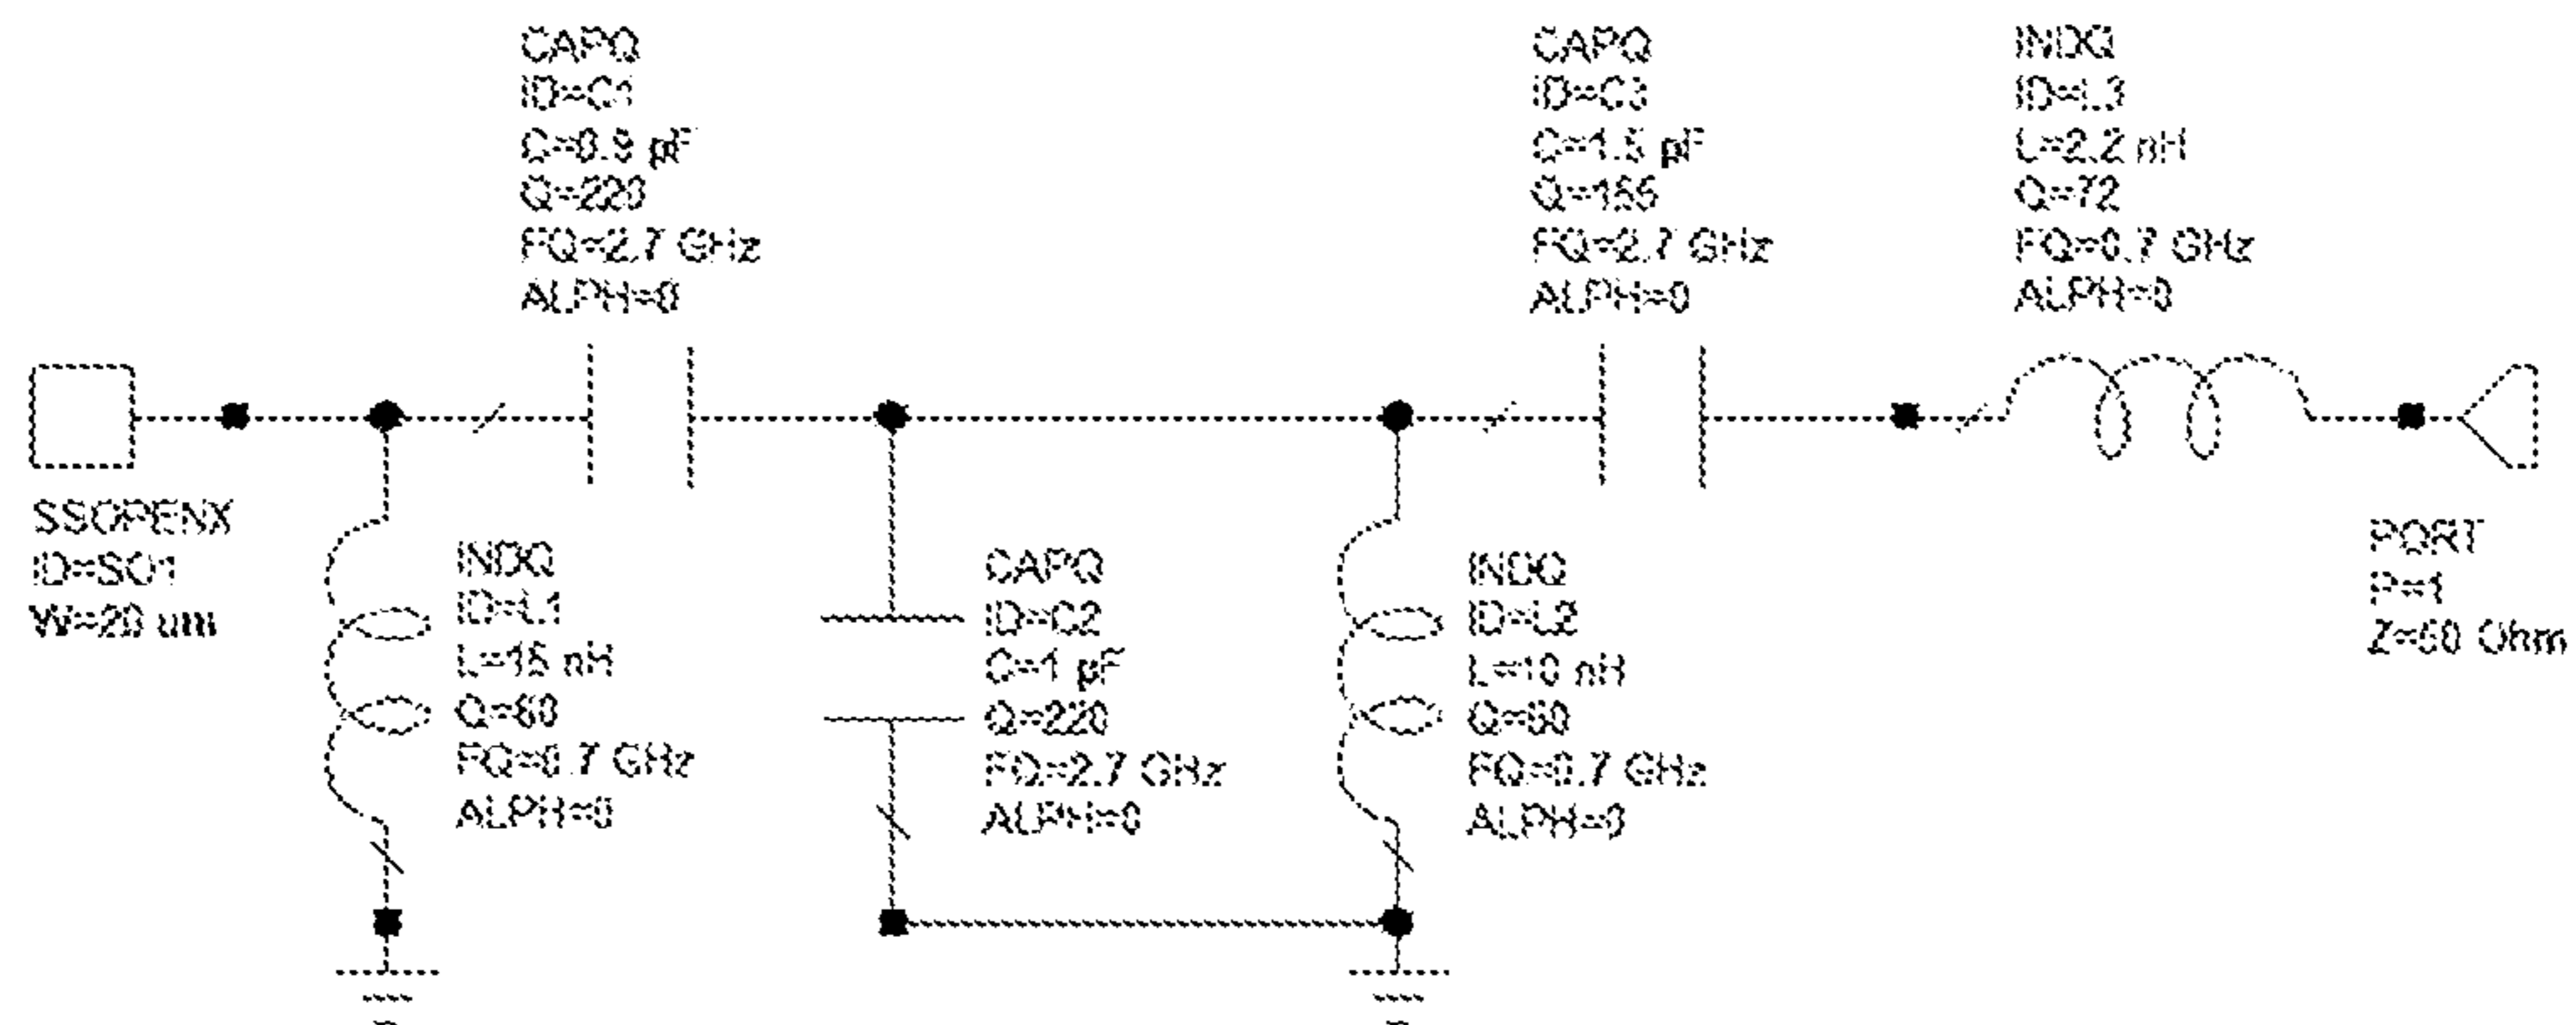 CAPQ
ID=C1
C=0.9 pF
Q=220
FQ=2.7 GHz
ALPH=0
CAPQ
ID=C3
C=1.5 pF
FQ=2.7 GHz
ALPH=0
INDQ
ID=L3
L=2.2 nH
Q=72
FQ=0.7 GHz
ALPH=0
SSOPENX
ID=SO1
W=20 um
INDQ
ID=L1
L=15 nH
FQ=0.7 GHz
ALPH=0
CAPQ
ID=C2
C=1 pF
Q=220
FQ=2.7 GHz
ALPH=0
INDQ
ID=L2
L=10 nH
FQ=0.7 GHz
ALPH=0
PORT
P=1
Ohm